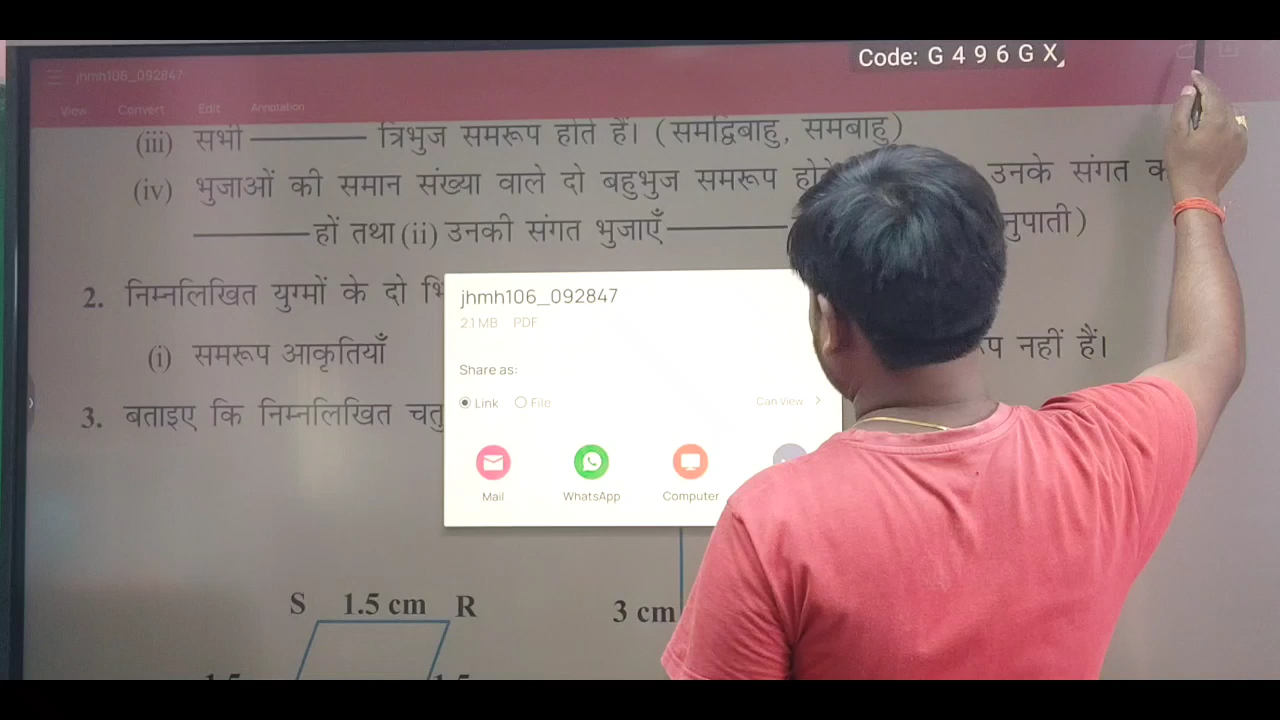 Code: G 4 9 6 G X
jhmh106_092847
View Convert Edit Annotation
(iii) सभी ———— त्रिभुज समरूप होते हैं। (समद्विबाहु, समबाहु)
(iv) भुजाओं की समान संख्या वाले दो बहुभुज समरूप उनके संगत
———— हों तथा (ii) उनकी संगत भुजाएँ ————
2. निम्नलिखित युग्मों के दो
(i) समरूप आकृतियाँ नहीं हैं।
3. बताइए कि निम्नलिखित
jhmh106_092847
2.1 MB PDF
Share as:
Link File Can View
Mail WhatsApp Computer
S 1.5 cm R
3 cm